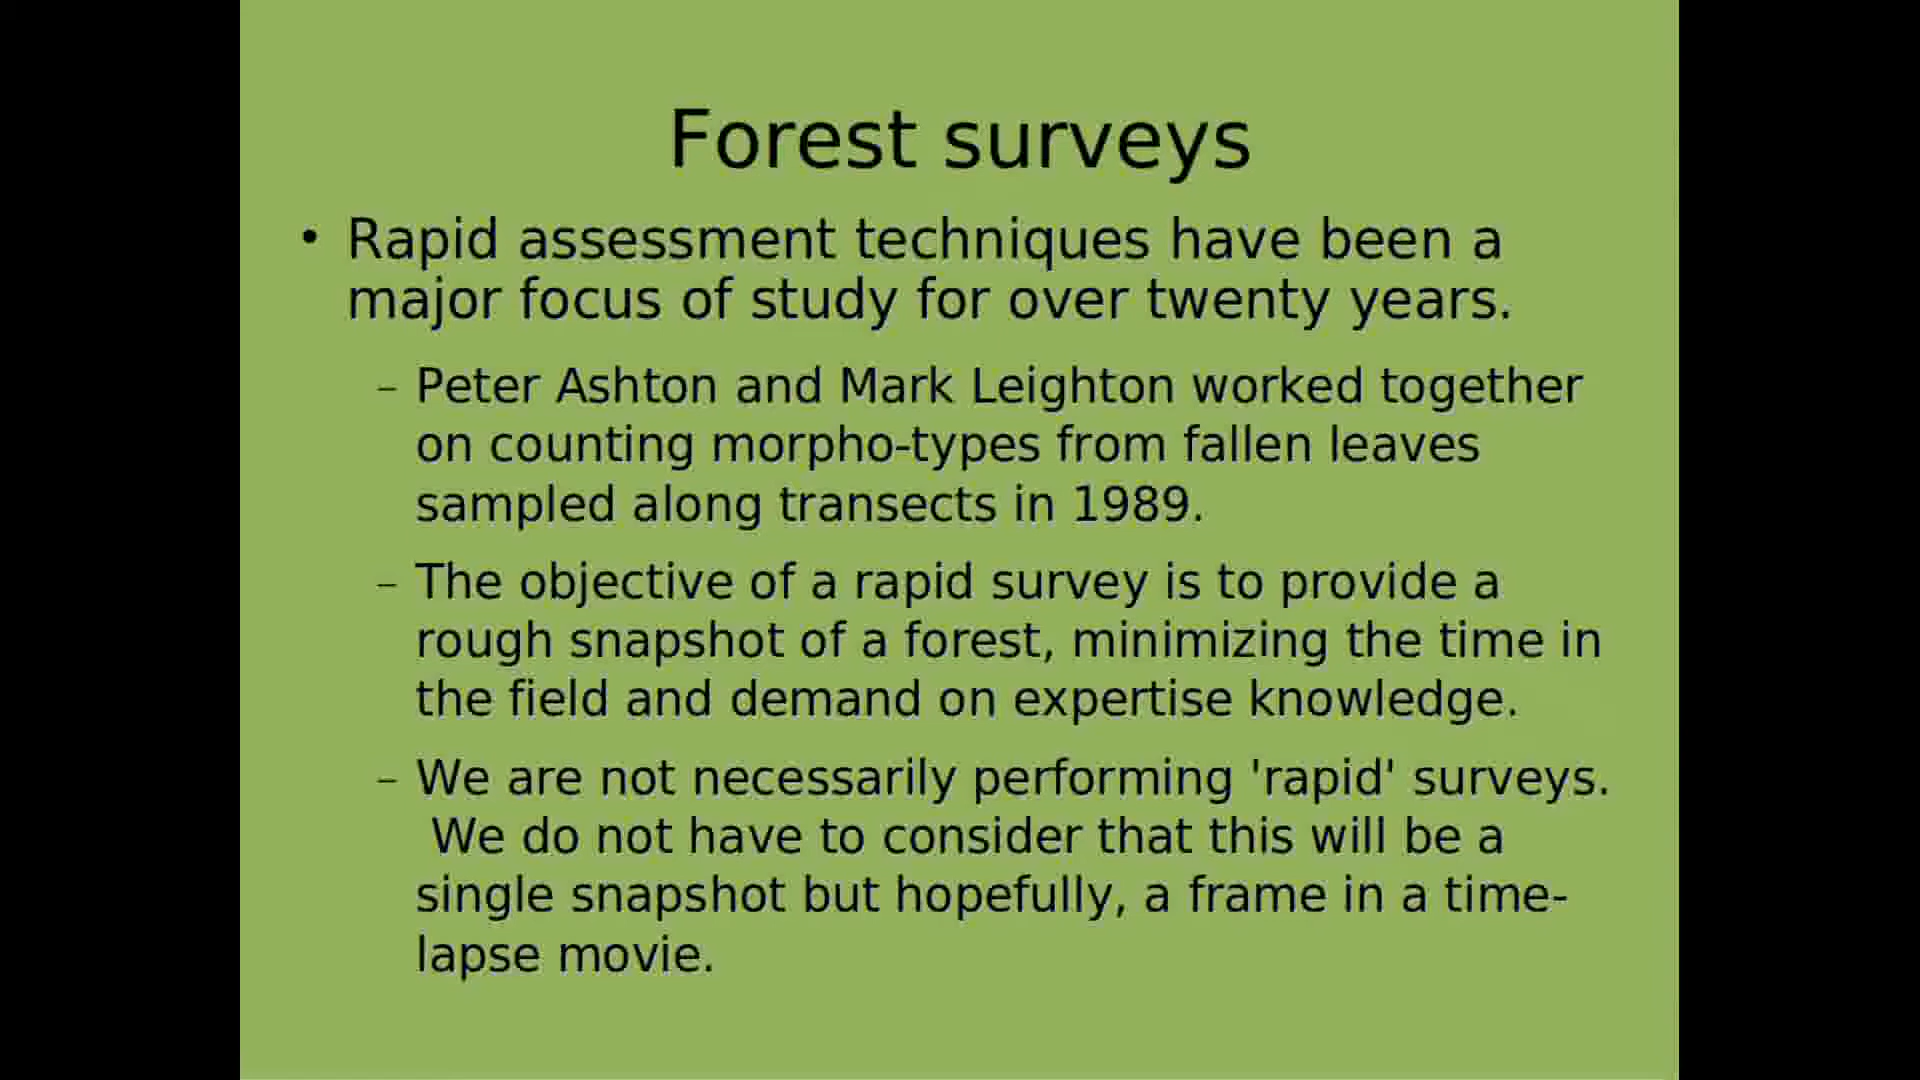 Forest surveys
• Rapid assessment techniques have been a
major focus of study for over twenty years.
– Peter Ashton and Mark Leighton worked together
on counting morpho-types from fallen leaves
sampled along transects in 1989.
– The objective of a rapid survey is to provide a
rough snapshot of a forest, minimizing the time in
the field and demand on expertise knowledge.
– We are not necessarily performing 'rapid' surveys.
We do not have to consider that this will be a
single snapshot but hopefully, a frame in a time-
lapse movie.